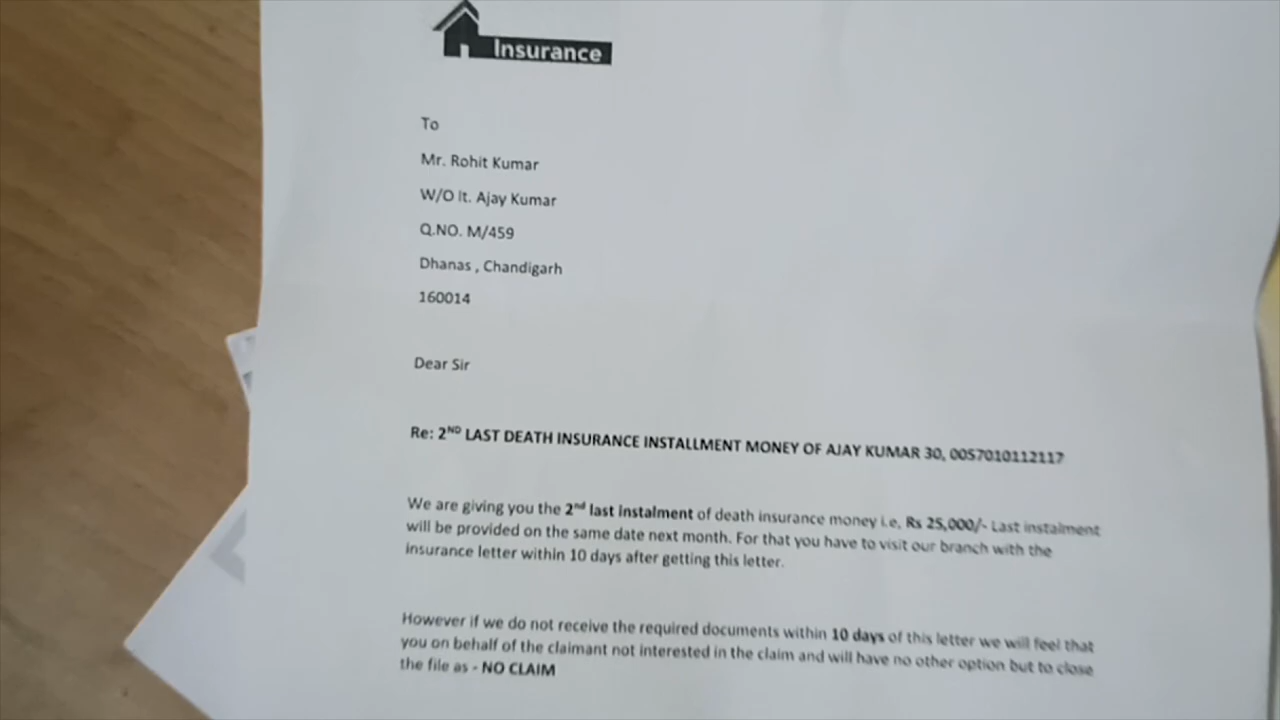 Insurance
To
Mr. Rohit Kumar
W/O lt. Ajay Kumar
Q.NO. M/459
Dhanas , Chandigarh
160014
Dear Sir
Re: 2ND LAST DEATH INSURANCE INSTALLMENT MONEY OF AJAY KUMAR 30, 0057010112117
We are giving you the 2nd last instalment of death insurance money i.e, Rs 25,000/- Last instalment
will be provided on the same date next month. For that you have to visit our branch with the
insurance letter within 10 days after getting this letter.
However if we do not receive the required documents within 10 days of this letter we will feel that
you on behalf of the claimant not interested in the claim and will have no other option but to close
the file as - NO CLAIM